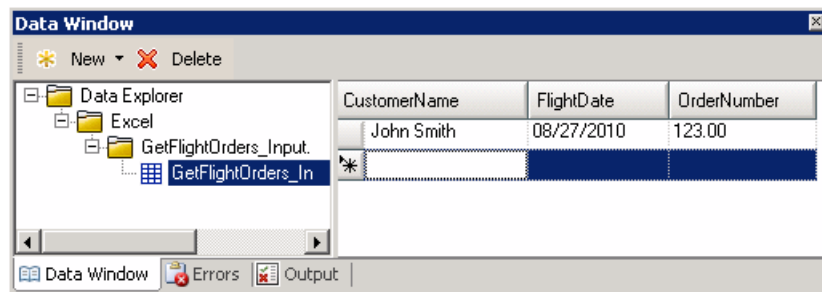 Data Window
New Delete
Data Explorer
Excel
GetFlightOrders_Input.
GetFlightOrders_In
CustomerName FlightDate OrderNumber
John Smith 08/27/2010 123.00
Data Window Errors Output